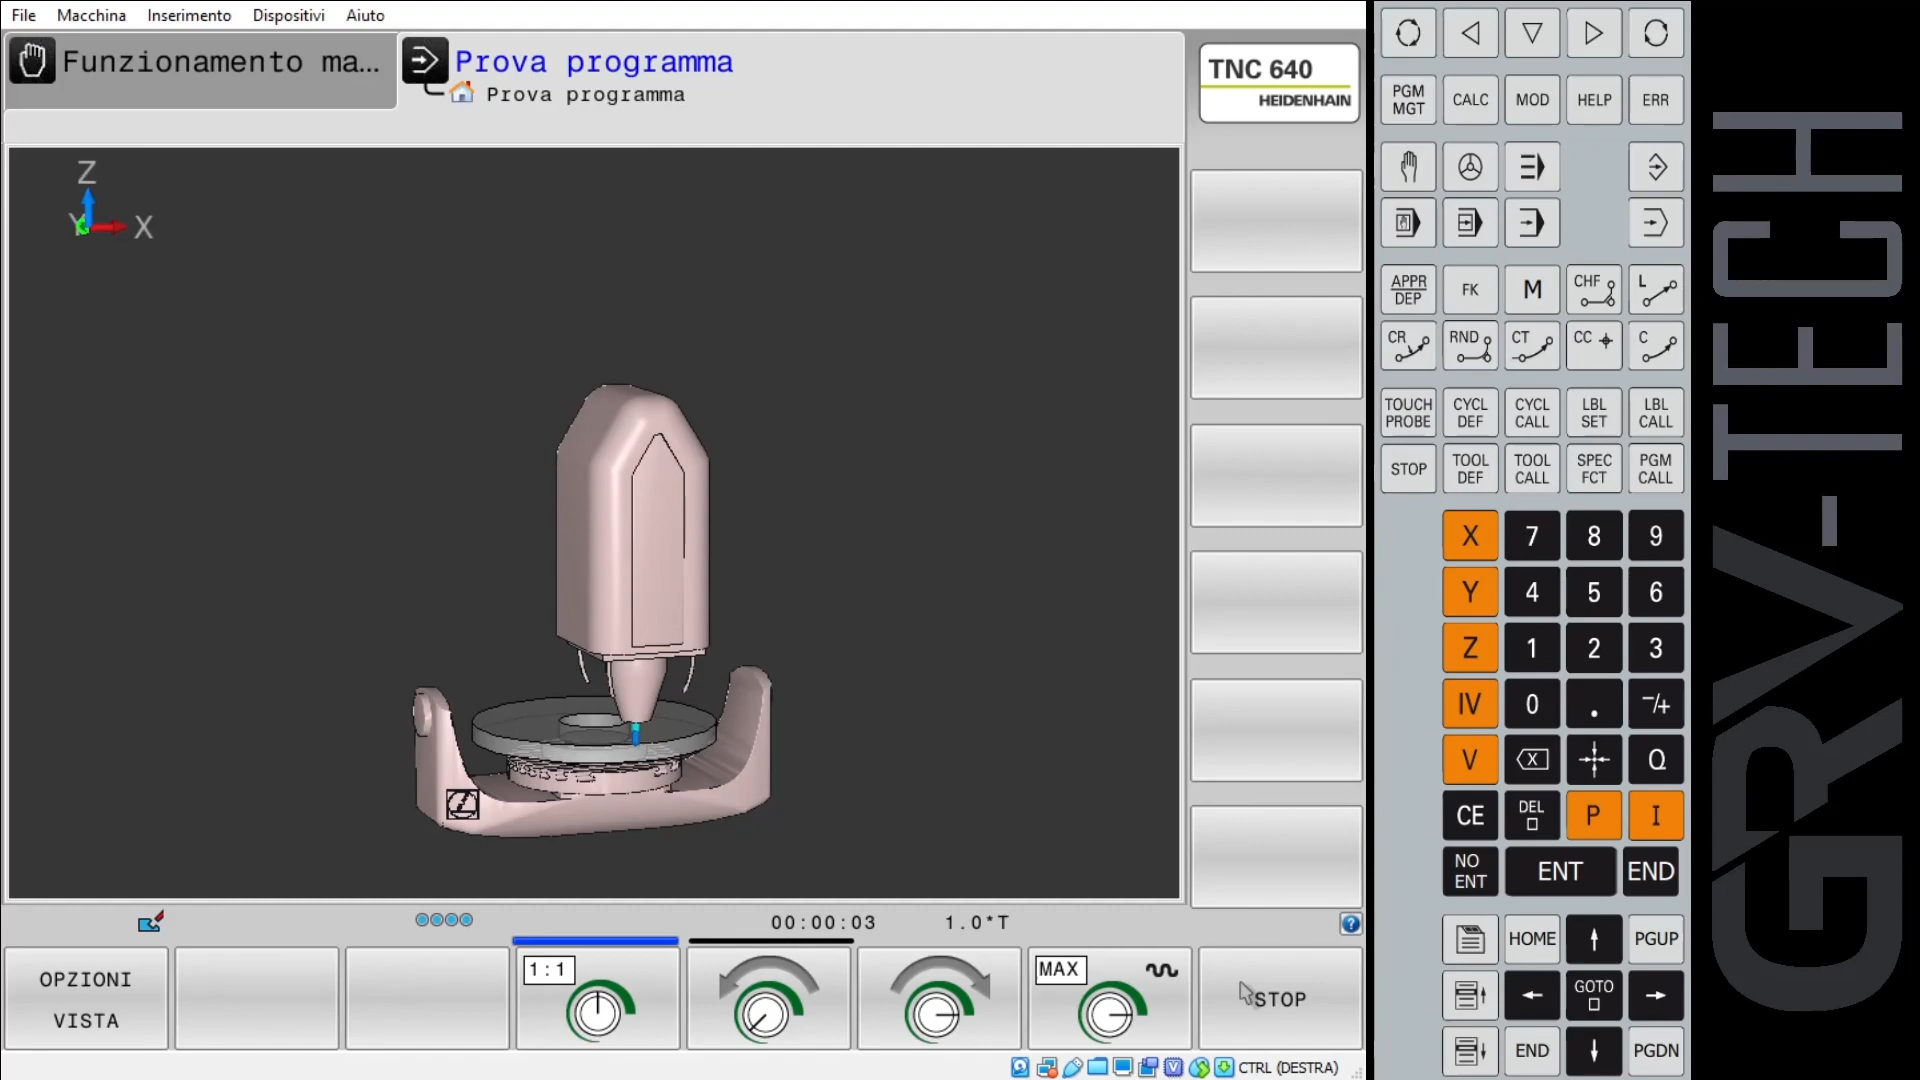 File Macchina Inserimento Dispositivi Aiuto
Funzionamento ma...
Prova programma
Prova programma
TNC 640
HEIDENHAIN
Z
Y X
00:00:03 1.0*T
OPZIONI
VISTA
1:1
MAX
STOP
CTRL (DESTRA)
PGM
MGT
CALC
MOD
HELP
ERR
APPR
DEP
FK
M
CHF
L
CR
RND
CT
CC
C
TOUCH
PROBE
CYCL
DEF
CYCL
CALL
LBL
SET
LBL
CALL
STOP
TOOL
DEF
TOOL
CALL
SPEC
FCT
PGM
CALL
X 7 8 9
Y 4 5 6
Z 1 2 3
IV 0 . −/+
V X Q
CE
DEL
P I
NO
ENT
ENT
END
HOME
PGUP
GOTO
END
PGDN
GRV-TECH